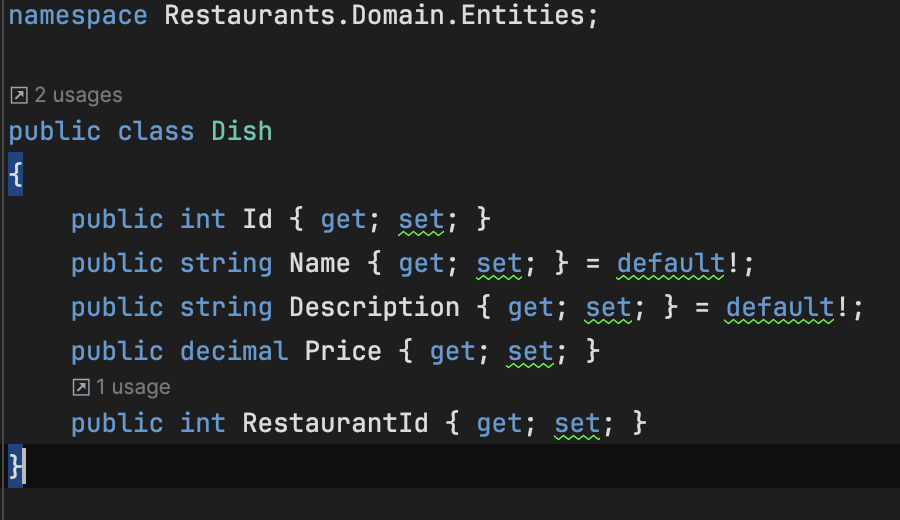 namespace Restaurants.Domain.Entities;
2 usages
public class Dish
{
public int Id { get; set; }
public string Name { get; set; } = default!;
public string Description { get; set; } = default!;
public decimal Price { get; set; }
1 usage
public int RestaurantId { get; set; }
}